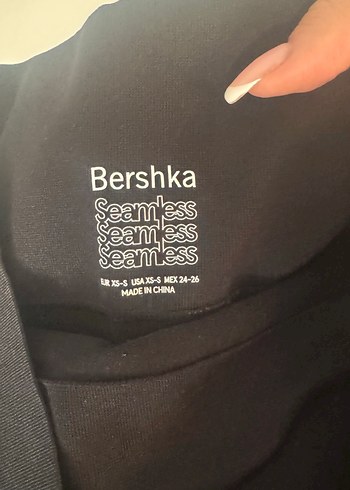 Bershka
Seamless
Seamless
Seamless
EUR XS-S USA XS-S MEX 24-26
MADE IN CHINA